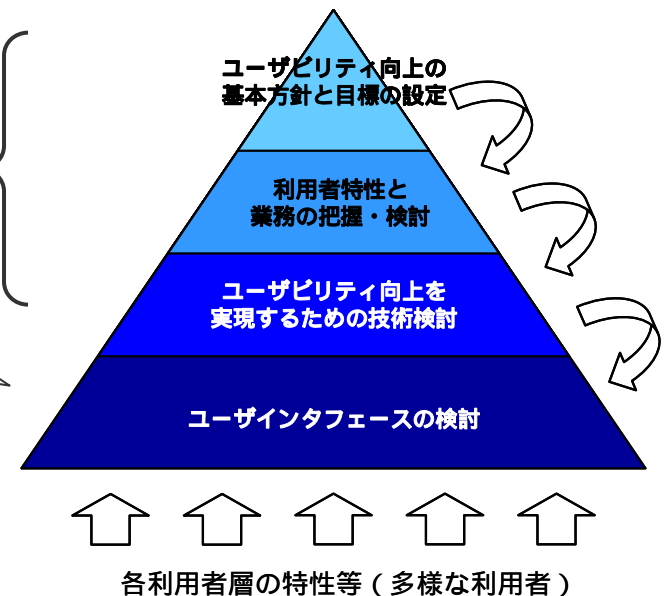 ユーザビリティ向上の
基本方針と目標の設定
利用者特性と
業務の把握・検討
ユーザビリティ向上を
実現するための技術検討
ユーザインタフェースの検討
各利用者層の特性等（多様な利用者）